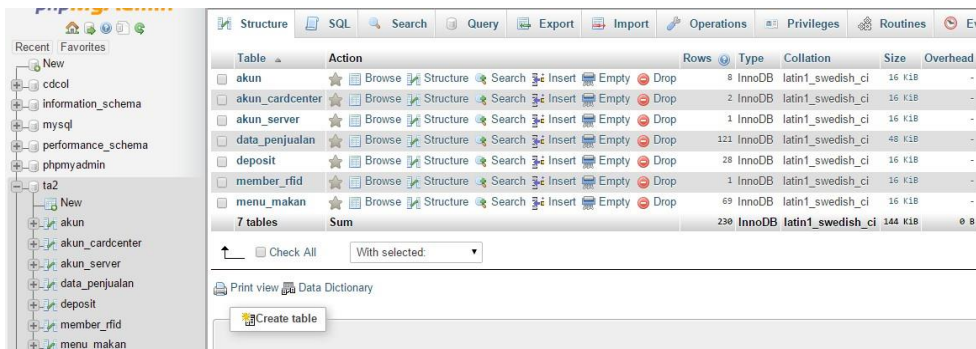 phpMyAdmin
Recent Favorites
New
cdcol
information_schema
mysql
performance_schema
phpmyadmin
ta2
New
akun
akun_cardcenter
akun_server
data_penjualan
deposit
member_rfid
menu_makan
Structure SQL Search Query Export Import Operations Privileges Routines
Table Action Rows Type Collation Size Overhead
akun Browse Structure Search Insert Empty Drop 8 InnoDB latin1_swedish_ci 16 KiB -
akun_cardcenter Browse Structure Search Insert Empty Drop 2 InnoDB latin1_swedish_ci 16 KiB -
akun_server Browse Structure Search Insert Empty Drop 1 InnoDB latin1_swedish_ci 16 KiB -
data_penjualan Browse Structure Search Insert Empty Drop 121 InnoDB latin1_swedish_ci 48 KiB -
deposit Browse Structure Search Insert Empty Drop 28 InnoDB latin1_swedish_ci 16 KiB -
member_rfid Browse Structure Search Insert Empty Drop 1 InnoDB latin1_swedish_ci 16 KiB -
menu_makan Browse Structure Search Insert Empty Drop 69 InnoDB latin1_swedish_ci 16 KiB -
7 tables Sum 230 InnoDB latin1_swedish_ci 144 KiB 0 B
Check All With selected:
Print view Data Dictionary
Create table